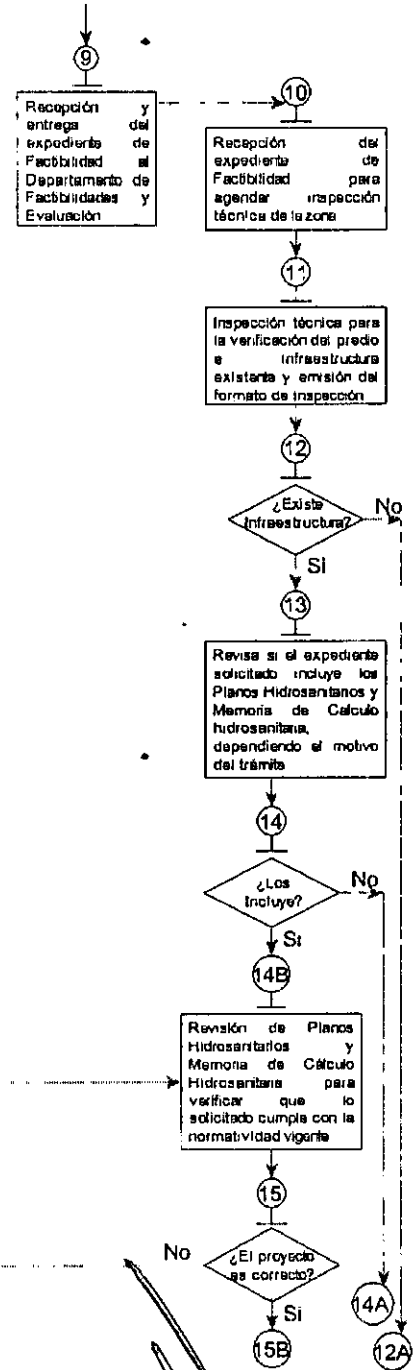 9
Recepción y
entrega del
expediente de
Factibilidad al
Departamento de
Factibilidades y
Evaluación
10
Recepción del
expediente de
Factibilidad para
agendar inspección
técnica de la zona
11
Inspección técnica para
la verificación del predio
e infraestructura
existente y emisión del
formato de inspección
12
¿Existe
Infraestructura?
No
Si
13
Revisa si el expediente
solicitado incluye los
Planos Hidrosanitarios y
Memoria de Calculo
hidrosanitaria,
dependiendo el motivo
del trámite
14
¿Los
Incluye?
No
Si
14B
Revisión de Planos
Hidrosanitarios y
Memoria de Cálculo
Hidrosanitaria para
verificar que lo
solicitado cumpla con la
normatividad vigente
15
¿El proyecto
es correcto?
No
Si
15B
14A
12A